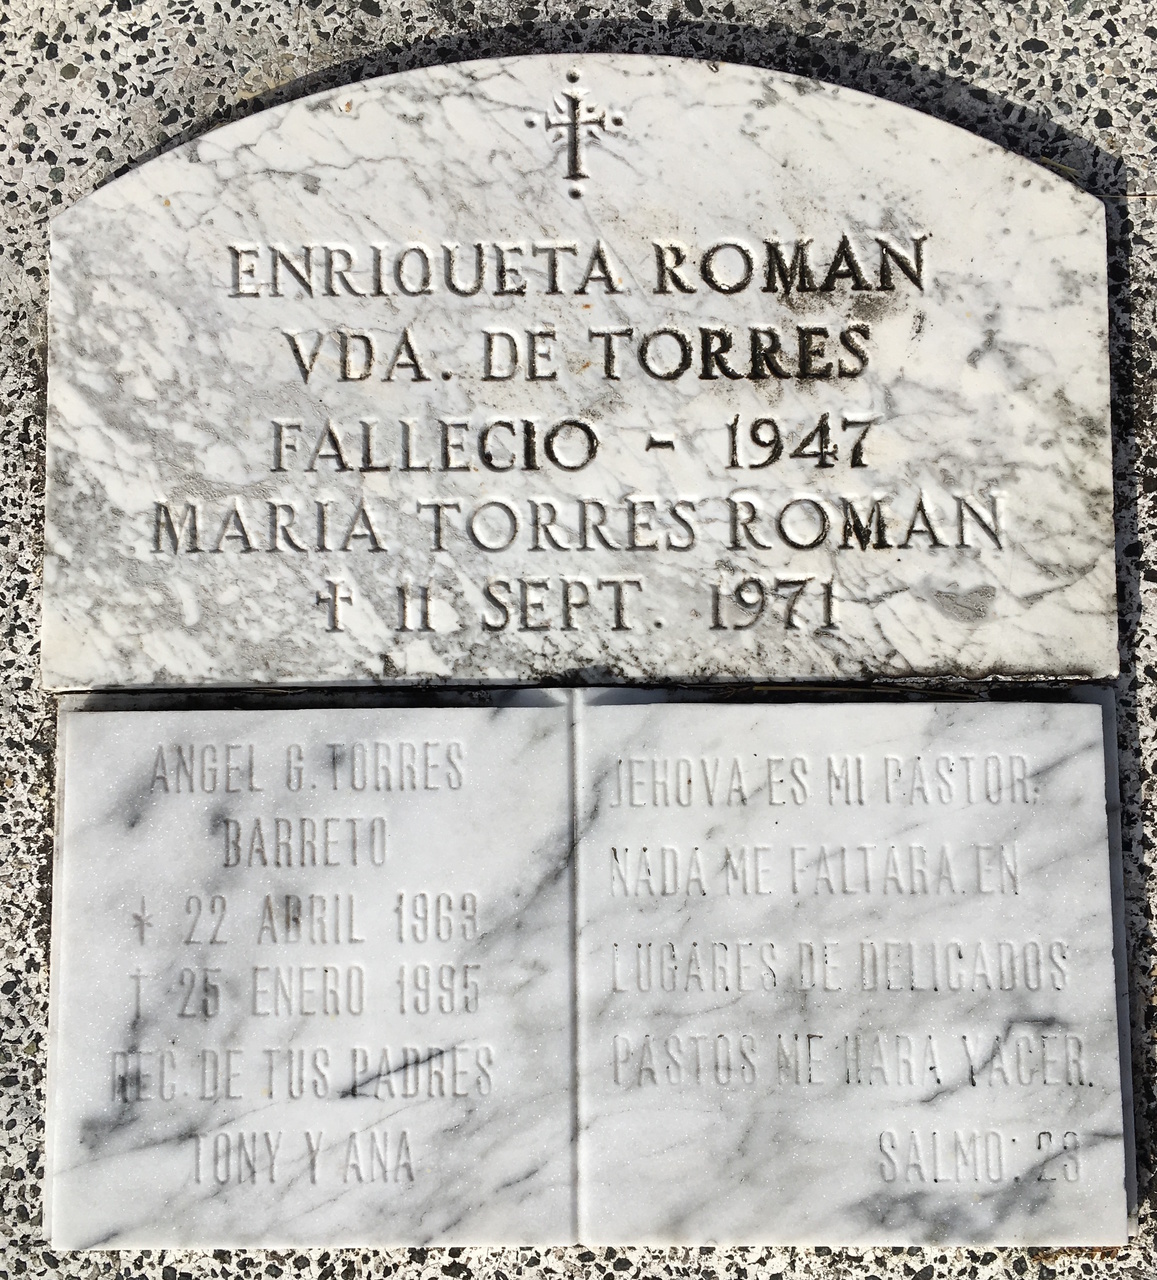 ENRIQUETA ROMAN
VDA. DE TORRES
FALLECIO - 1947
MARIA TORRES ROMAN
† 11 SEPT. 1971
ANGEL G. TORRES
BARRETO
⚹ 22 ABRIL 1963
† 25 ENERO 1995
REC. DE TUS PADRES
TONY Y ANA
JEHOVA ES MI PASTOR;
NADA ME FALTARA. EN
LUGARES DE DELICADOS
PASTOS ME HARA YACER.
SALMO: 23